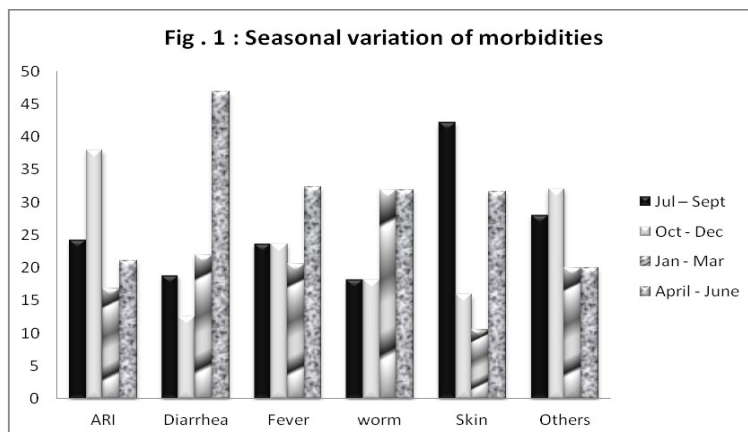 Fig . 1 : Seasonal variation of morbidities
50
45
40
35
30
25
20
15
10
5
0
ARI Diarrhea Fever worm Skin Others
Jul – Sept
Oct - Dec
Jan - Mar
April - June